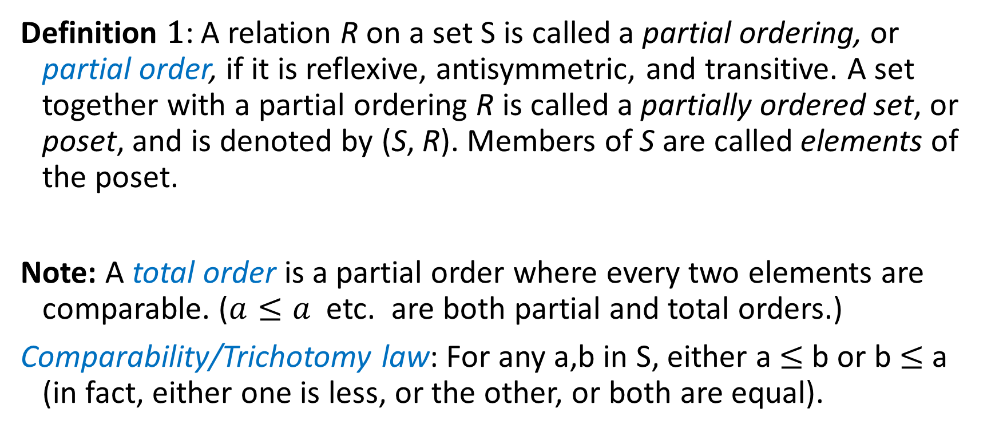 Definition 1: A relation R on a set S is called a partial ordering, or
partial order, if it is reflexive, antisymmetric, and transitive. A set
together with a partial ordering R is called a partially ordered set, or
poset, and is denoted by (S, R). Members of S are called elements of
the poset.
Note: A total order is a partial order where every two elements are
comparable. (a ≤ a etc. are both partial and total orders.)
Comparability/Trichotomy law: For any a,b in S, either a ≤ b or b ≤ a
(in fact, either one is less, or the other, or both are equal).